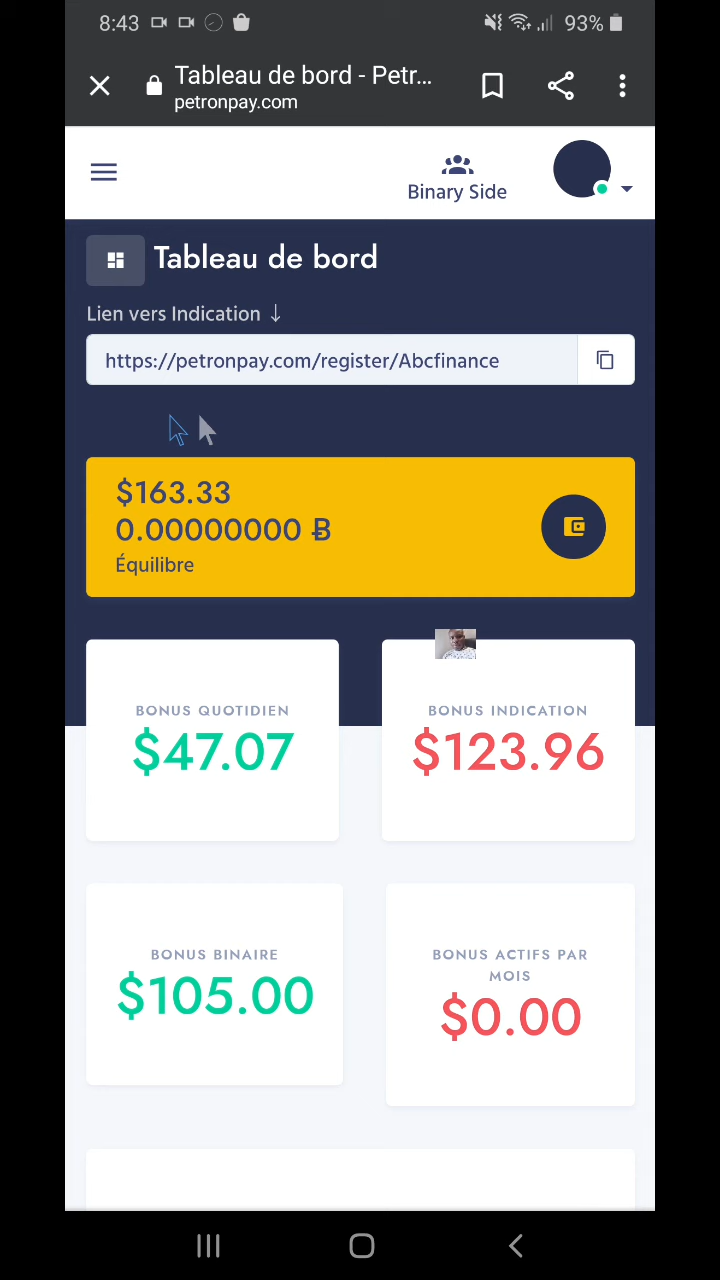 8:43
93%
Tableau de bord - Petr...
petronpay.com
Binary Side
Tableau de bord
Lien vers Indication ↓
https://petronpay.com/register/Abcfinance
$163.33
0.00000000 Ƀ
Équilibre
BONUS QUOTIDIEN
$47.07
BONUS INDICATION
$123.96
BONUS BINAIRE
$105.00
BONUS ACTIFS PAR
MOIS
$0.00